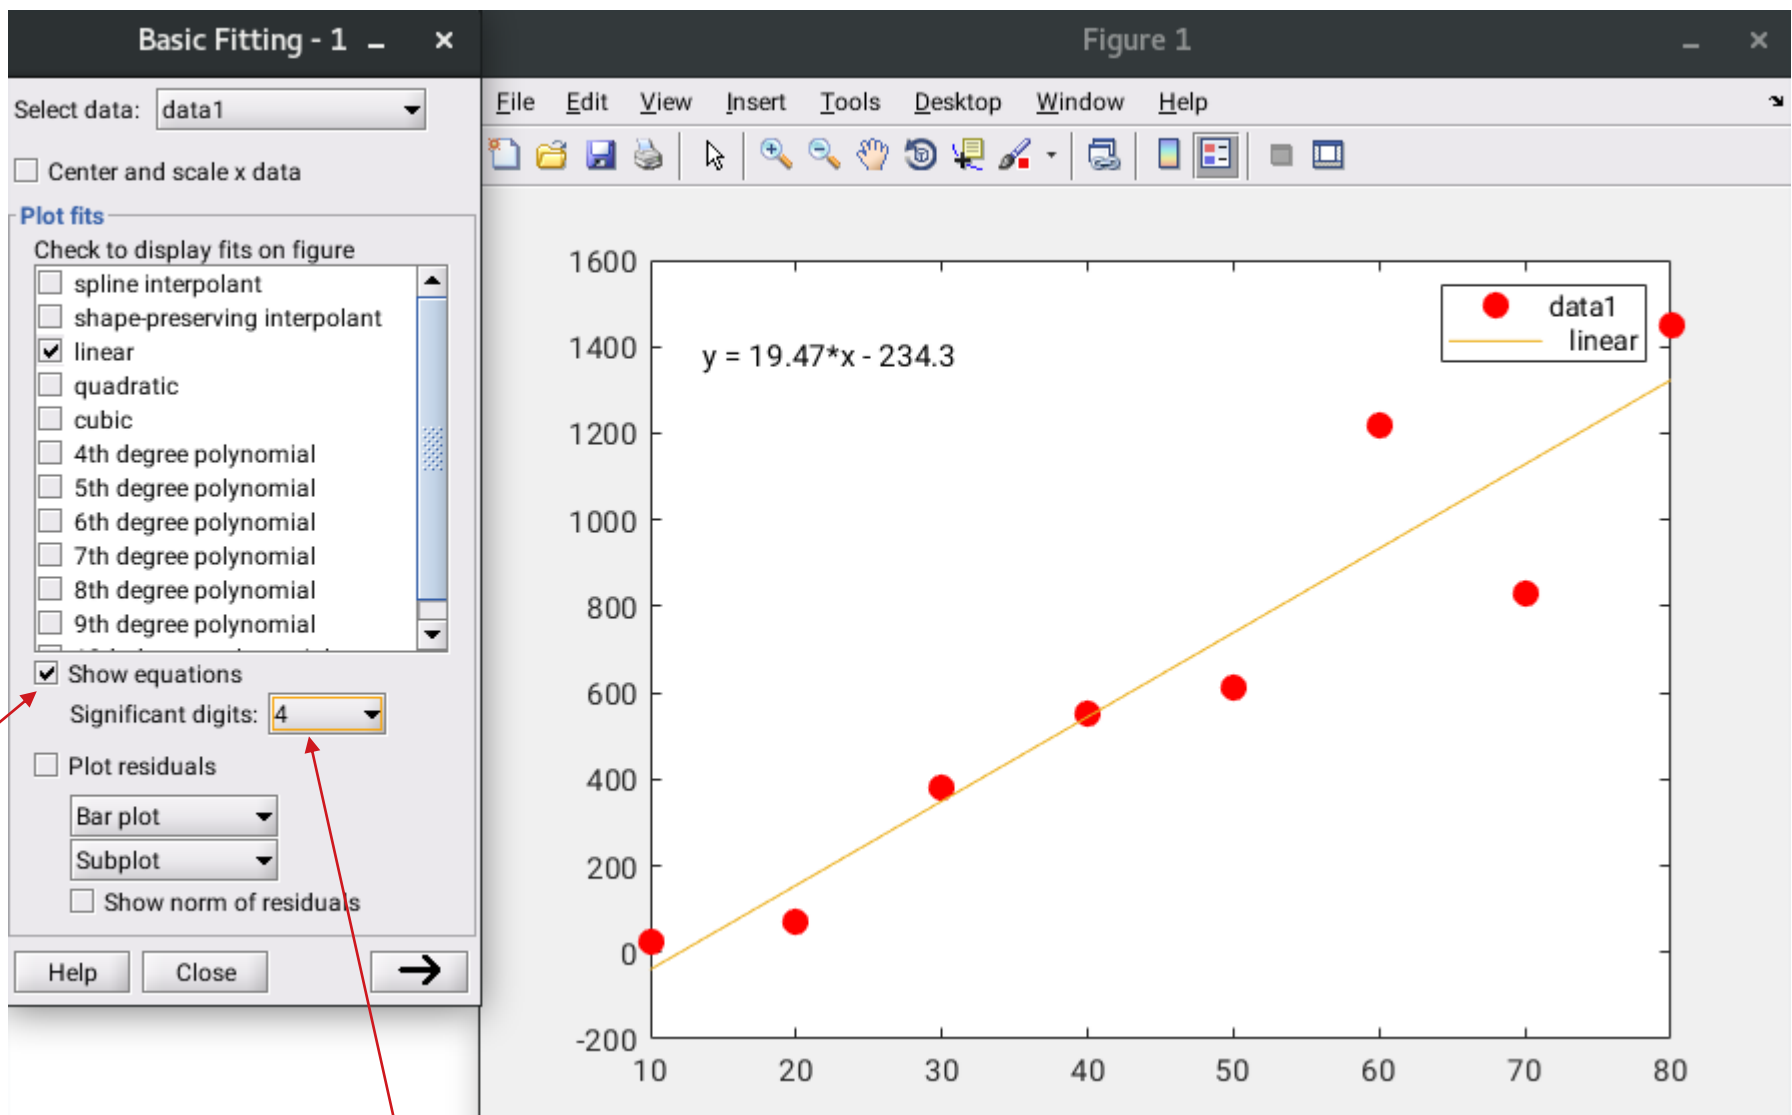 Basic Fitting - 1
Select data: data1
Center and scale x data
Plot fits
Check to display fits on figure
spline interpolant
shape-preserving interpolant
linear
quadratic
cubic
4th degree polynomial
5th degree polynomial
6th degree polynomial
7th degree polynomial
8th degree polynomial
9th degree polynomial
Show equations
Significant digits: 4
Plot residuals
Bar plot
Subplot
Show norm of residuals
Help Close
Figure 1
File Edit View Insert Tools Desktop Window Help
1600
1400
1200
1000
800
600
400
200
0
-200
10 20 30 40 50 60 70 80
y = 19.47*x - 234.3
data1
linear